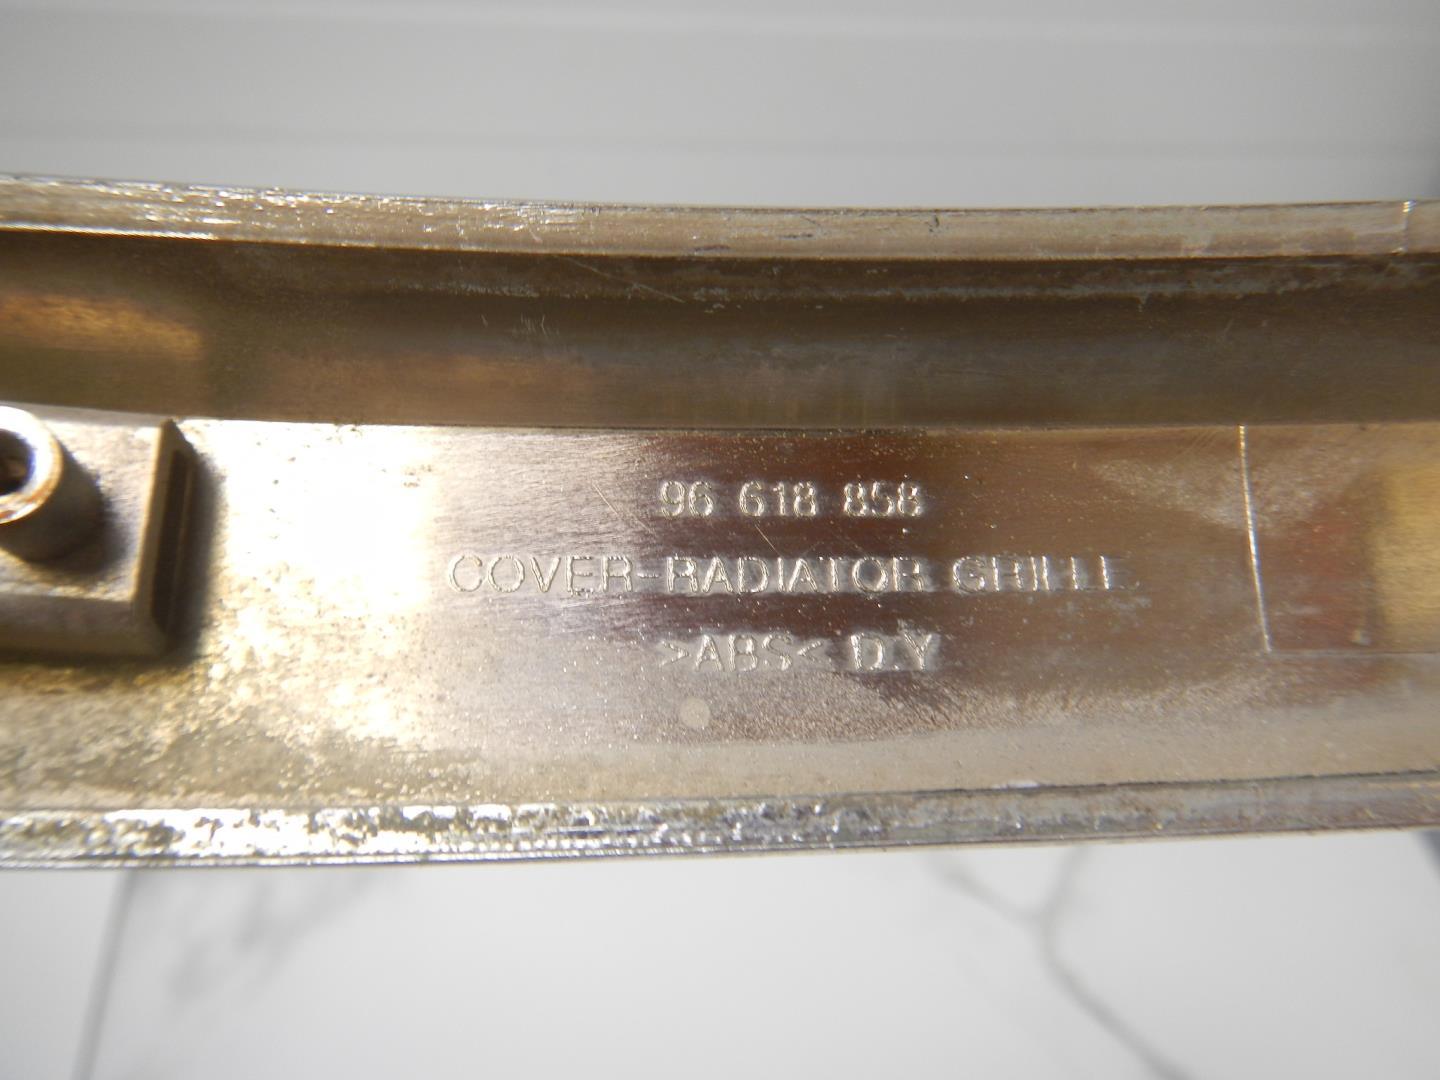 96 618 858
COVER-RADIATOR GRILLE
>ABS< D.Y